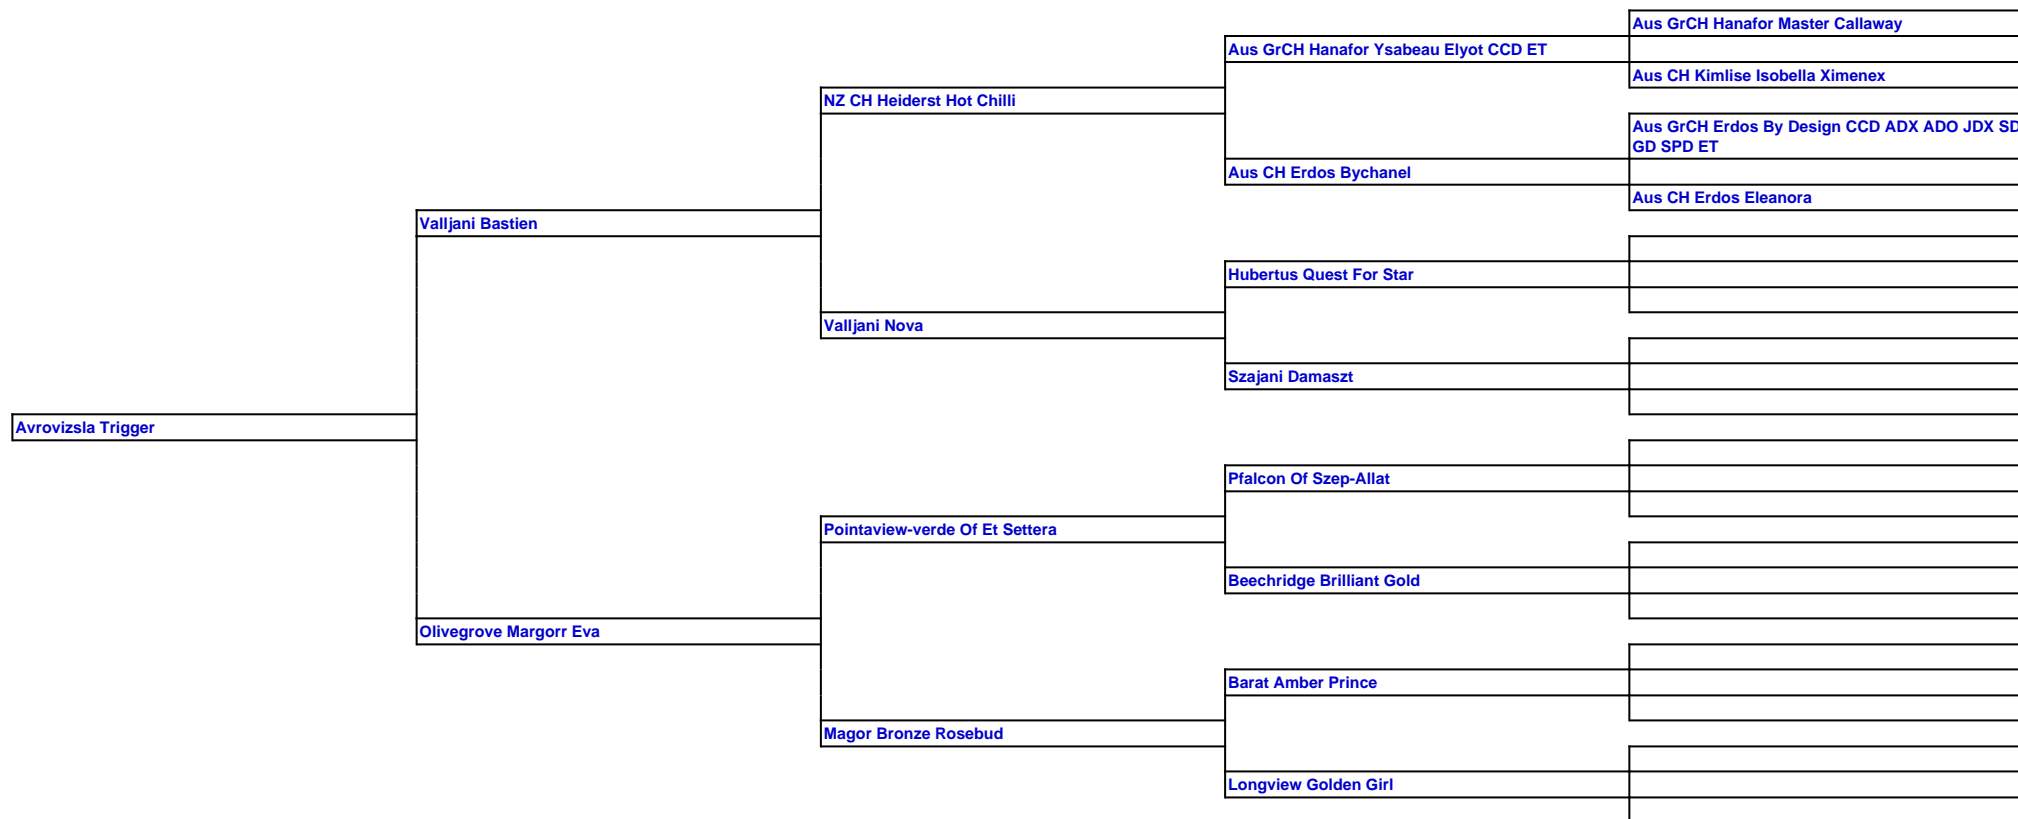 Aus GrCH Hanafor Master Callaway
Aus GrCH Hanafor Ysabeau Elyot CCD ET
Aus CH Kimlise Isobella Ximenex
NZ CH Heiderst Hot Chilli
Aus GrCH Erdos By Design CCD ADX ADO JDX SD
GD SPD ET
Aus CH Erdos Bychanel
Aus CH Erdos Eleanora
Valljani Bastien
Hubertus Quest For Star
Valljani Nova
Szajani Damaszt
Avrovizsla Trigger
Pfalcon Of Szep-Allat
Pointaview-verde Of Et Settera
Beechridge Brilliant Gold
Olivegrove Margorr Eva
Barat Amber Prince
Magor Bronze Rosebud
Longview Golden Girl